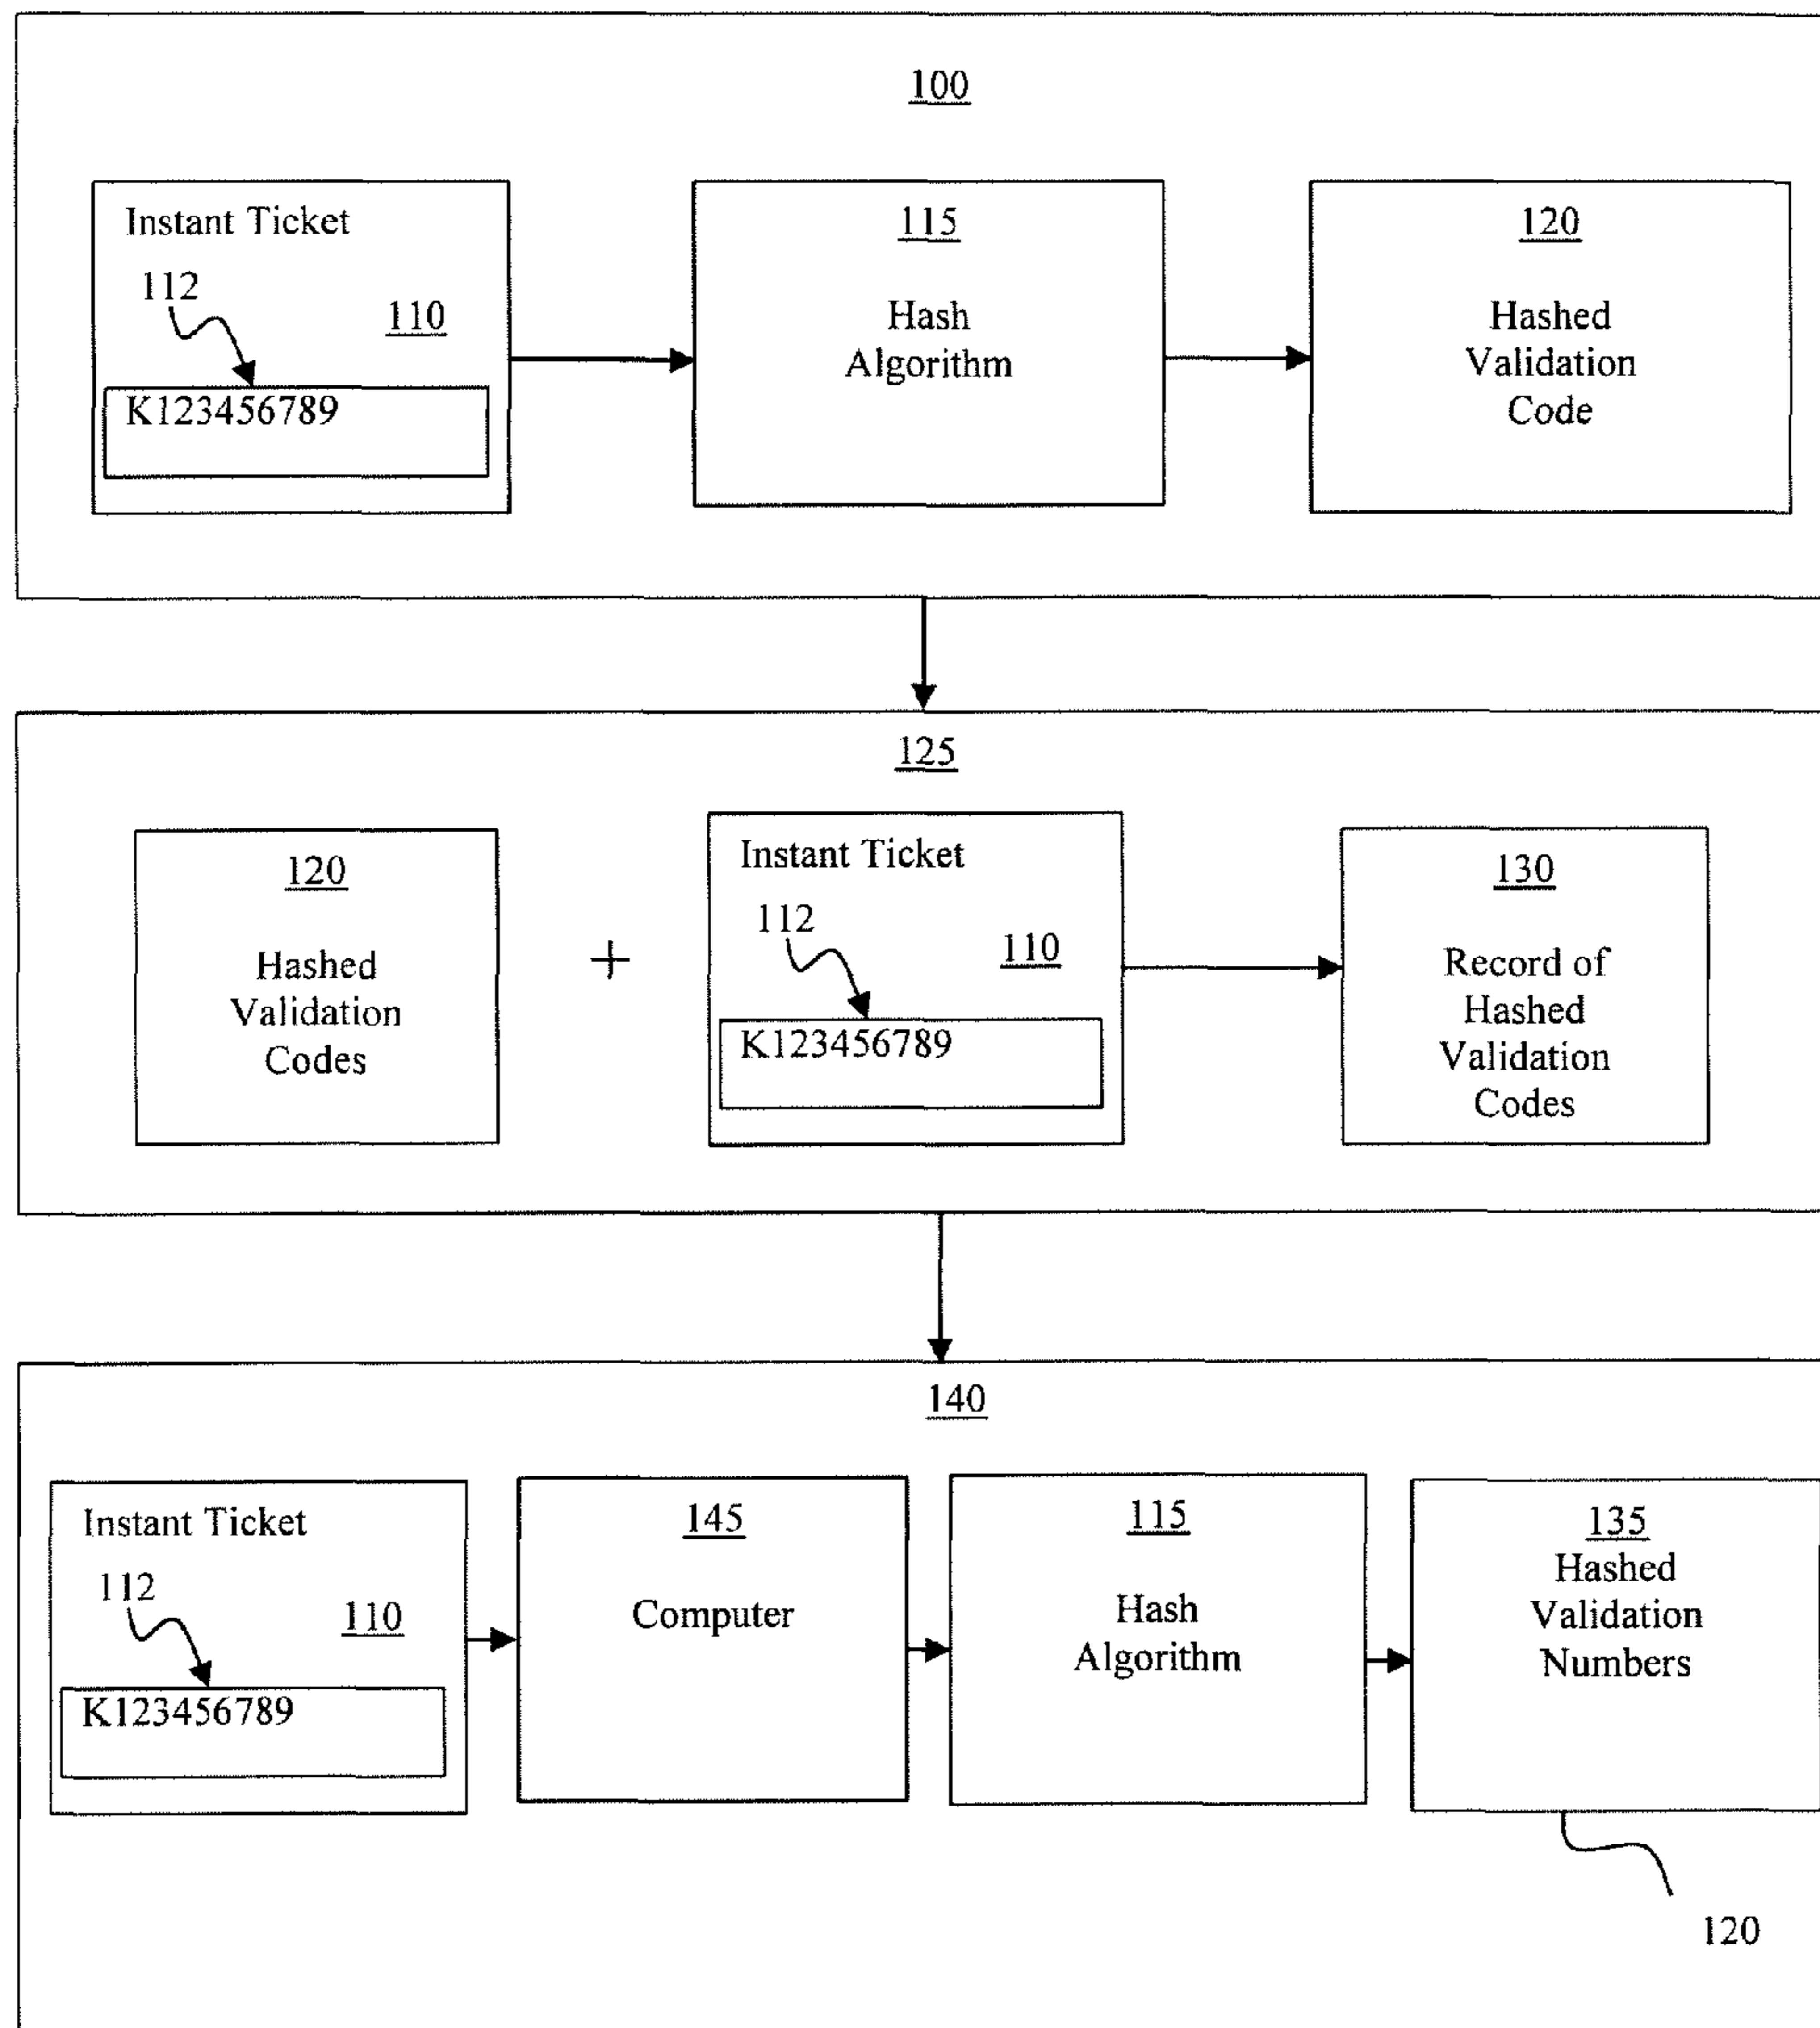 100
Instant Ticket
112
110
K123456789
115
Hash
Algorithm
120
Hashed
Validation
Code
125
120
Hashed
Validation
Codes
+
Instant Ticket
112
110
K123456789
130
Record of
Hashed
Validation
Codes
140
Instant Ticket
112
110
K123456789
145
Computer
115
Hash
Algorithm
135
Hashed
Validation
Numbers
120